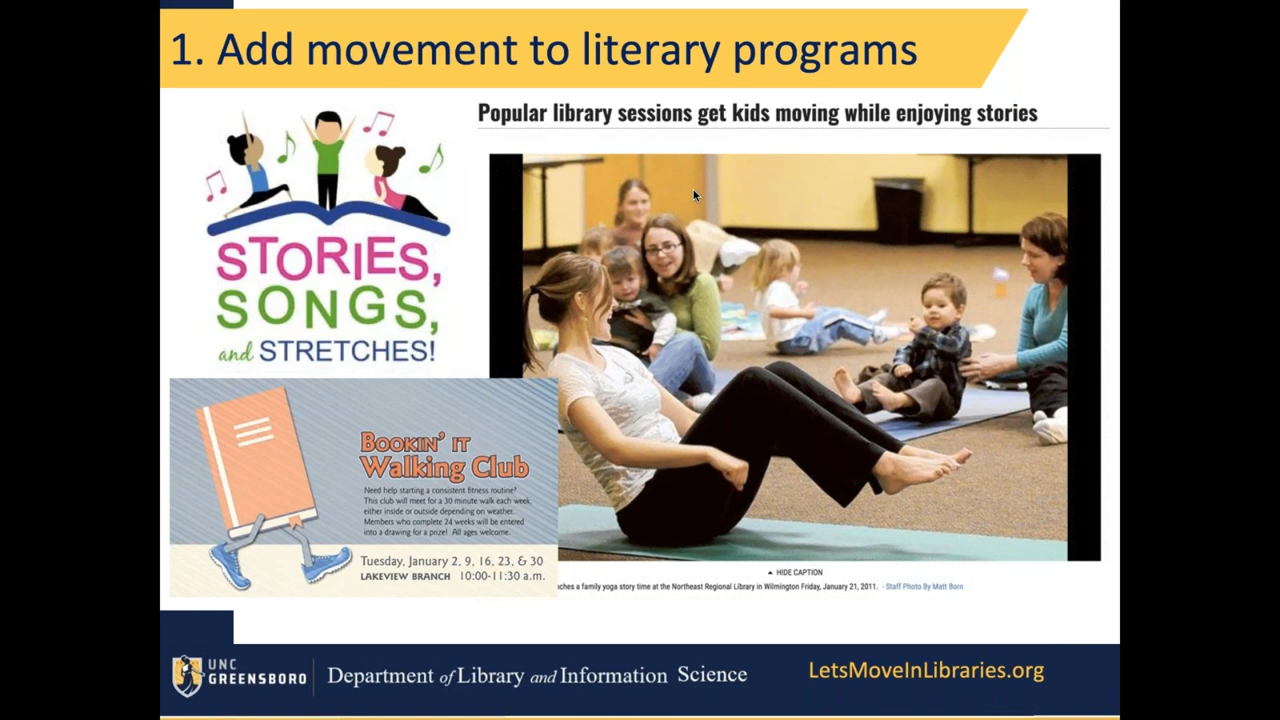 1. Add movement to literary programs
Popular library sessions get kids moving while enjoying stories
STORIES,
SONGS,
and STRETCHES!
BOOKIN' IT
Walking Club
Need help starting a consistent fitness routine?
This club will meet for a 30 minute walk each week,
either inside or outside depending on weather.
Members who complete 24 weeks will be entered
into a drawing for a prize! All ages welcome.
Tuesday, January 2, 9, 16, 23, & 30
LAKEVIEW BRANCH 10:00-11:30 a.m.
HIDE CAPTION
a family yoga story time at the Northeast Regional Library in Wilmington Friday, January 21, 2011. - Staff Photo By Matt Born
UNC
GREENSBORO
Department of Library and Information Science
LetsMoveInLibraries.org